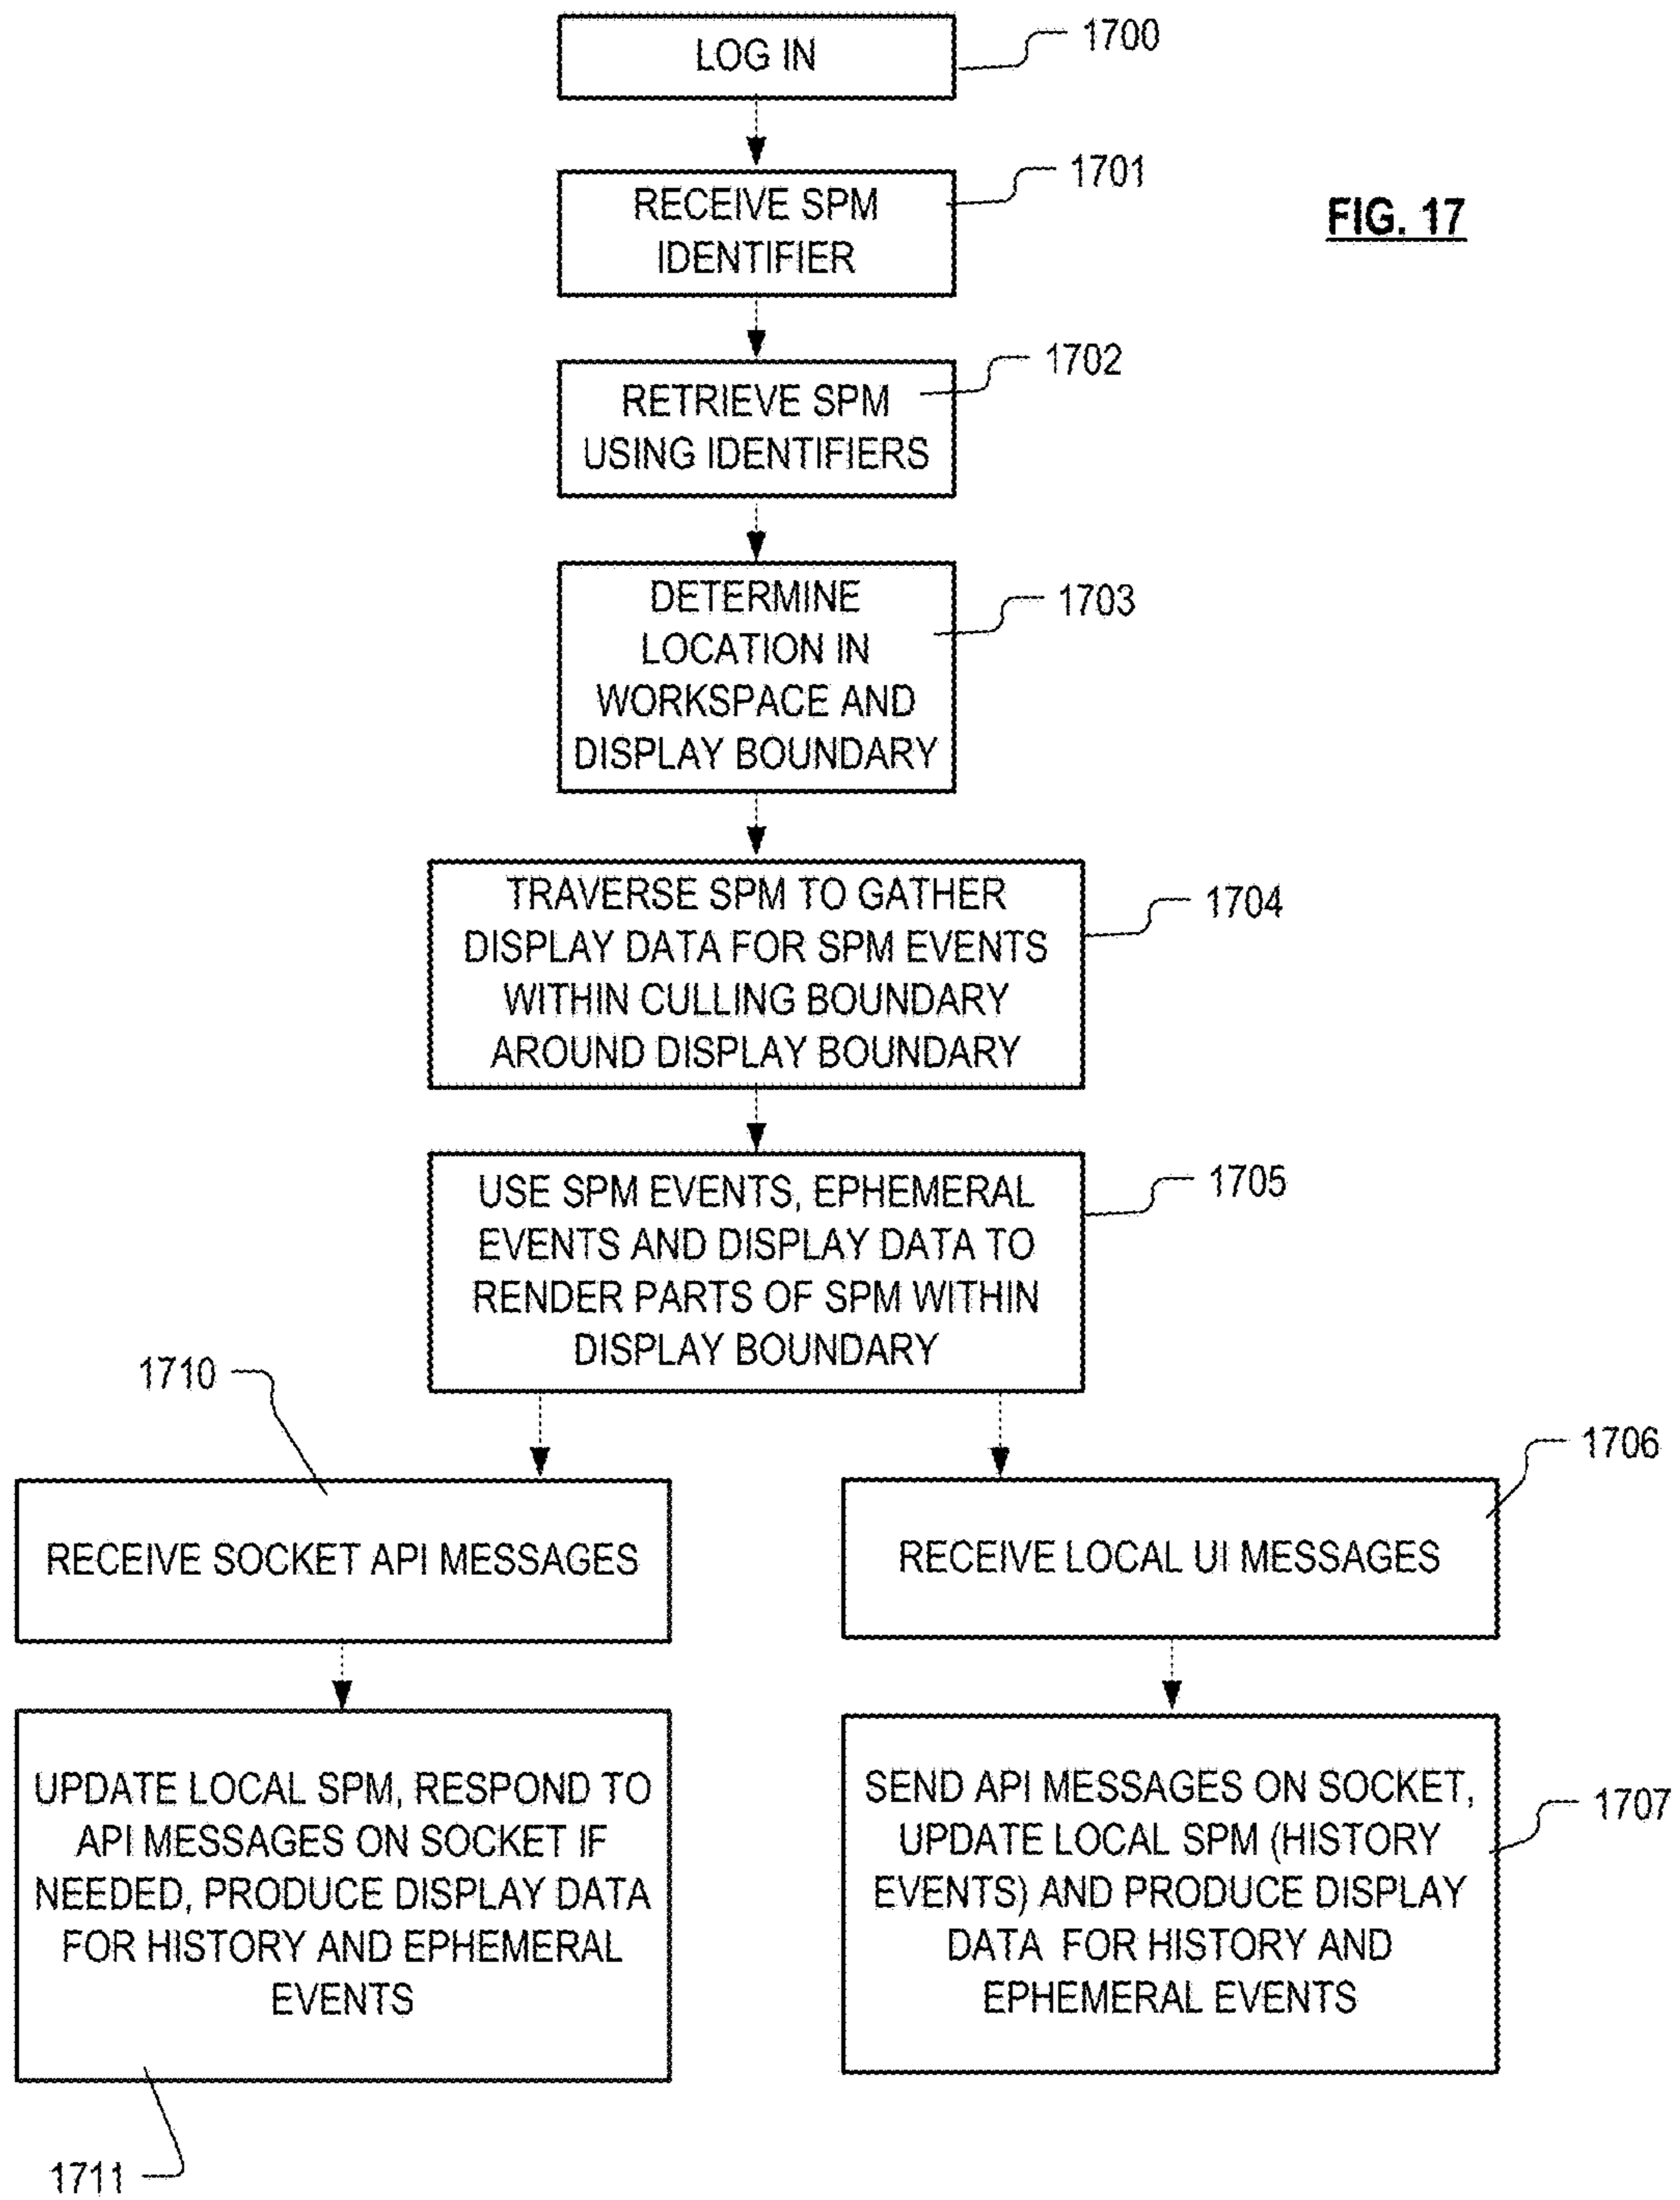 LOG IN
1700
RECEIVE SPM
IDENTIFIER
1701
FIG. 17
RETRIEVE SPM
USING IDENTIFIERS
1702
DETERMINE
LOCATION IN
WORKSPACE AND
DISPLAY BOUNDARY
1703
TRAVERSE SPM TO GATHER
DISPLAY DATA FOR SPM EVENTS
WITHIN CULLING BOUNDARY
AROUND DISPLAY BOUNDARY
1704
USE SPM EVENTS, EPHEMERAL
EVENTS AND DISPLAY DATA TO
RENDER PARTS OF SPM WITHIN
DISPLAY BOUNDARY
1705
1710
RECEIVE SOCKET API MESSAGES
1706
RECEIVE LOCAL UI MESSAGES
UPDATE LOCAL SPM, RESPOND TO
API MESSAGES ON SOCKET IF
NEEDED, PRODUCE DISPLAY DATA
FOR HISTORY AND EPHEMERAL
EVENTS
1711
SEND API MESSAGES ON SOCKET,
UPDATE LOCAL SPM (HISTORY
EVENTS) AND PRODUCE DISPLAY
DATA FOR HISTORY AND
EPHEMERAL EVENTS
1707